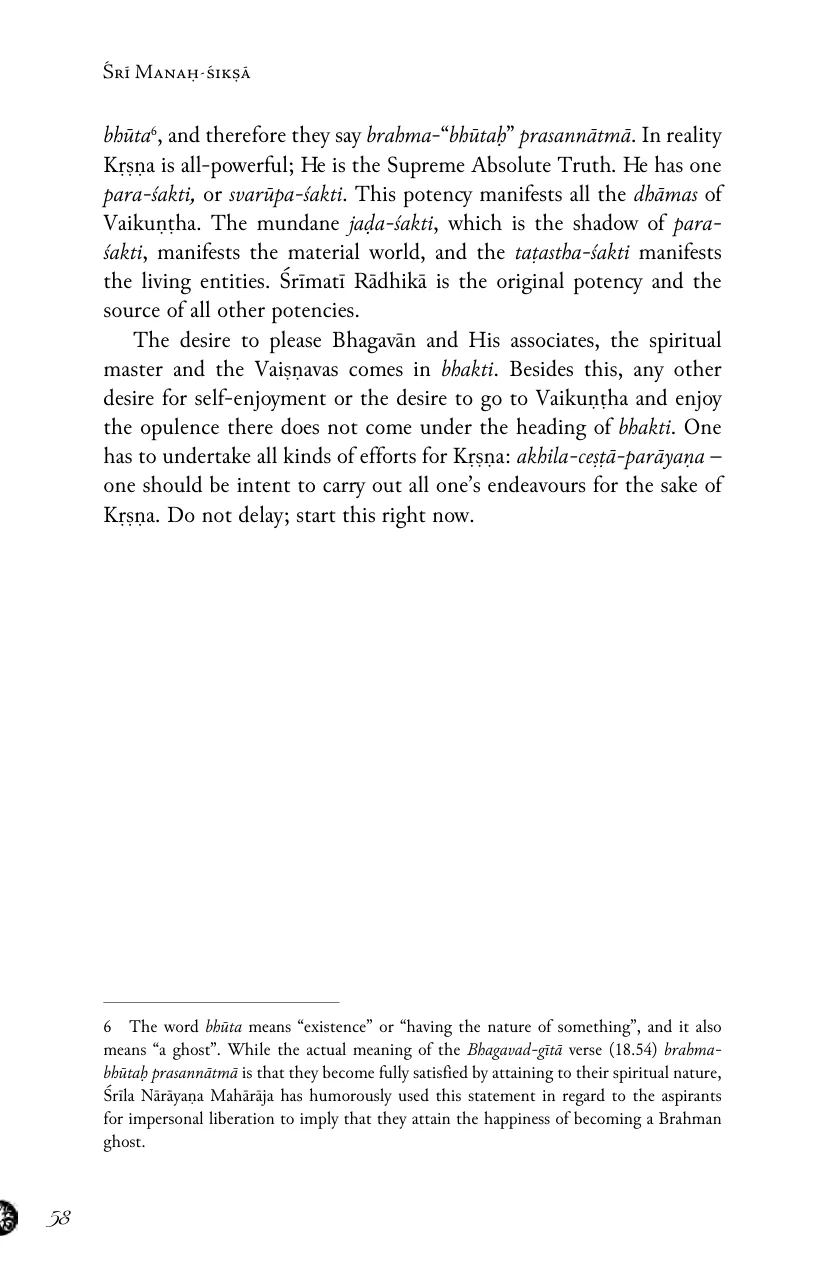 Śrī Manaḥ-śikṣā
bhūta⁶, and therefore they say brahma-“bhūtaḥ” prasannātmā. In reality
Kṛṣṇa is all-powerful; He is the Supreme Absolute Truth. He has one
para-śakti, or svarūpa-śakti. This potency manifests all the dhāmas of
Vaikuṇṭha. The mundane jaḍa-śakti, which is the shadow of para-
śakti, manifests the material world, and the taṭastha-śakti manifests
the living entities. Śrīmatī Rādhikā is the original potency and the
source of all other potencies.
The desire to please Bhagavān and His associates, the spiritual
master and the Vaiṣṇavas comes in bhakti. Besides this, any other
desire for self-enjoyment or the desire to go to Vaikuṇṭha and enjoy
the opulence there does not come under the heading of bhakti. One
has to undertake all kinds of efforts for Kṛṣṇa: akhila-ceṣṭā-parāyaṇa –
one should be intent to carry out all one’s endeavours for the sake of
Kṛṣṇa. Do not delay; start this right now.
6 The word bhūta means “existence” or “having the nature of something”, and it also
means “a ghost”. While the actual meaning of the Bhagavad-gītā verse (18.54) brahma-
bhūtaḥ prasannātmā is that they become fully satisfied by attaining to their spiritual nature,
Śrīla Nārāyaṇa Mahārāja has humorously used this statement in regard to the aspirants
for impersonal liberation to imply that they attain the happiness of becoming a Brahman
ghost.
58